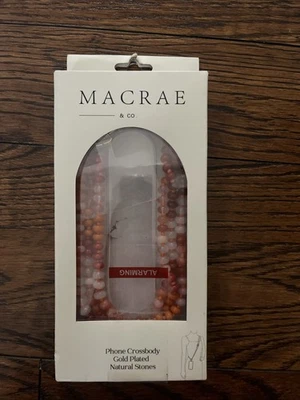 MACRAE
& CO
ALARMING
Phone Crossbody
Gold Plated
Natural Stones